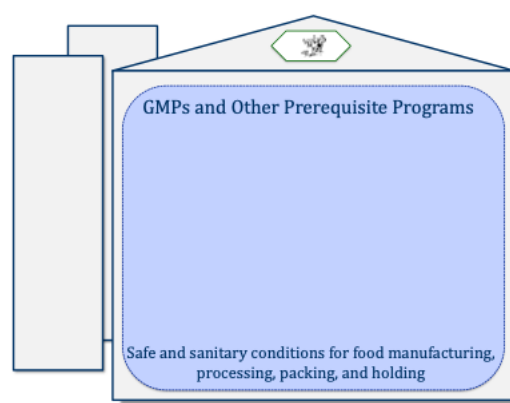 GMPs and Other Prerequisite Programs
Safe and sanitary conditions for food manufacturing,
processing, packing, and holding